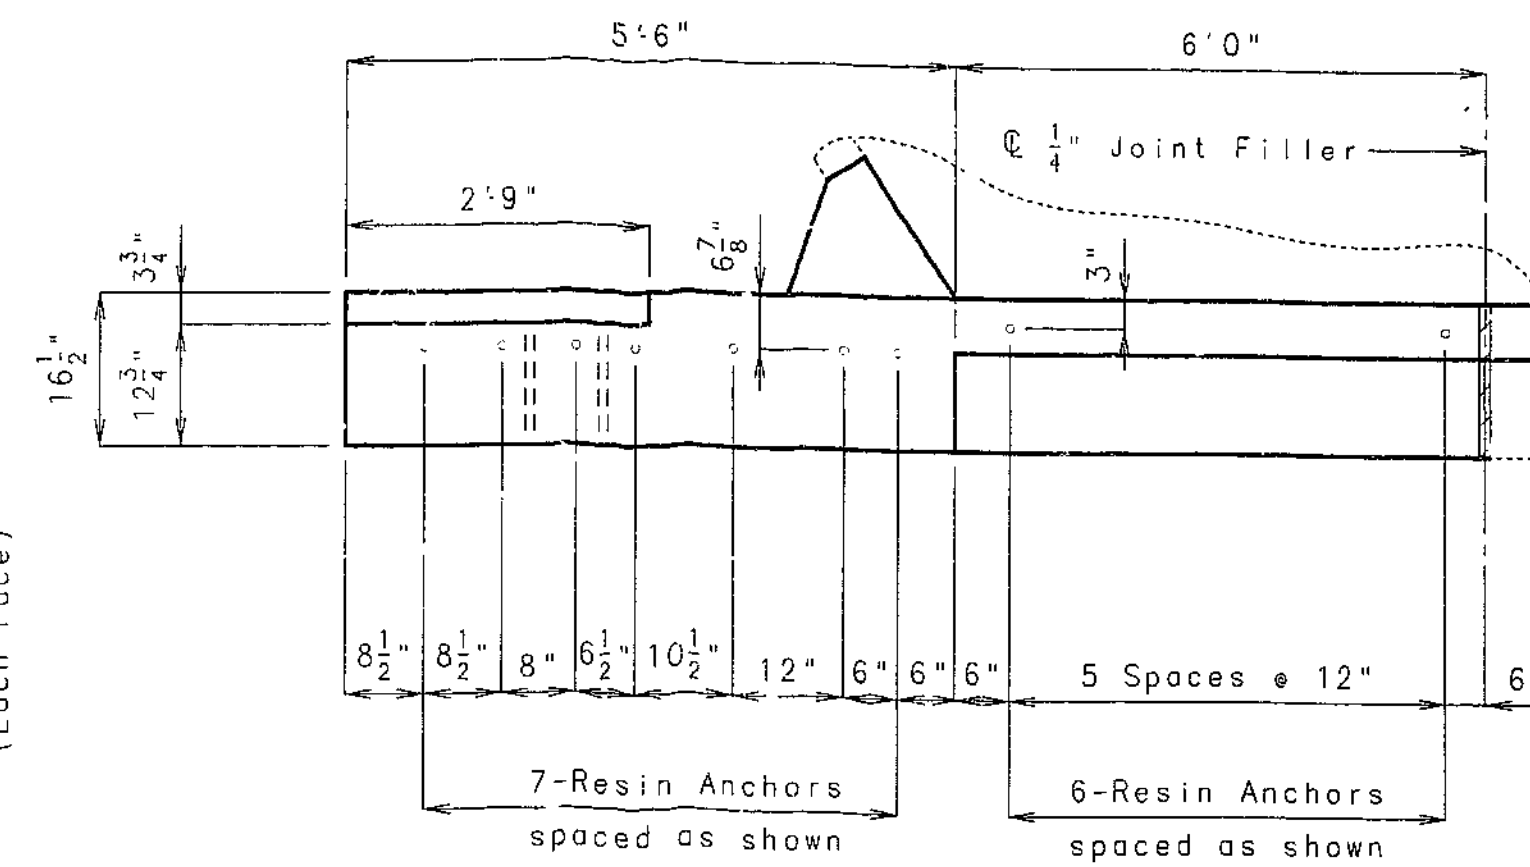 5'-6"
6'0"
℄ 1/4" Joint Filler
2'-9"
3 3/4"
6 7/8"
3"
16 1/2"
12 3/4"
8 1/2" 8 1/2" 8" 6 1/2" 10 1/2" 12" 6" 6" 6" 5 Spaces @ 12" 6
7-Resin Anchors
spaced as shown
6-Resin Anchors
spaced as shown